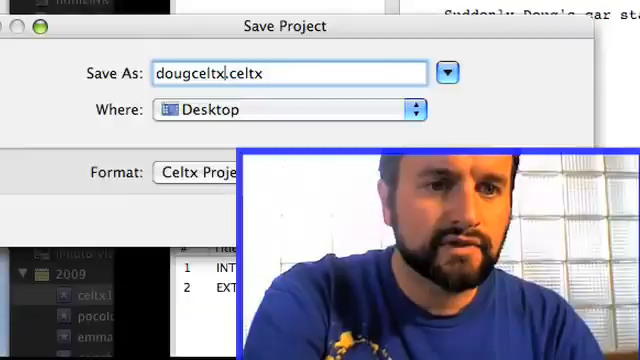 Suddenly Doug's car sta
Save Project
Save As: dougceltx.celtx
Where: Desktop
Format: Celtx Proje
2009
1 INT
2 EXT
celtx1
pocolo
emma